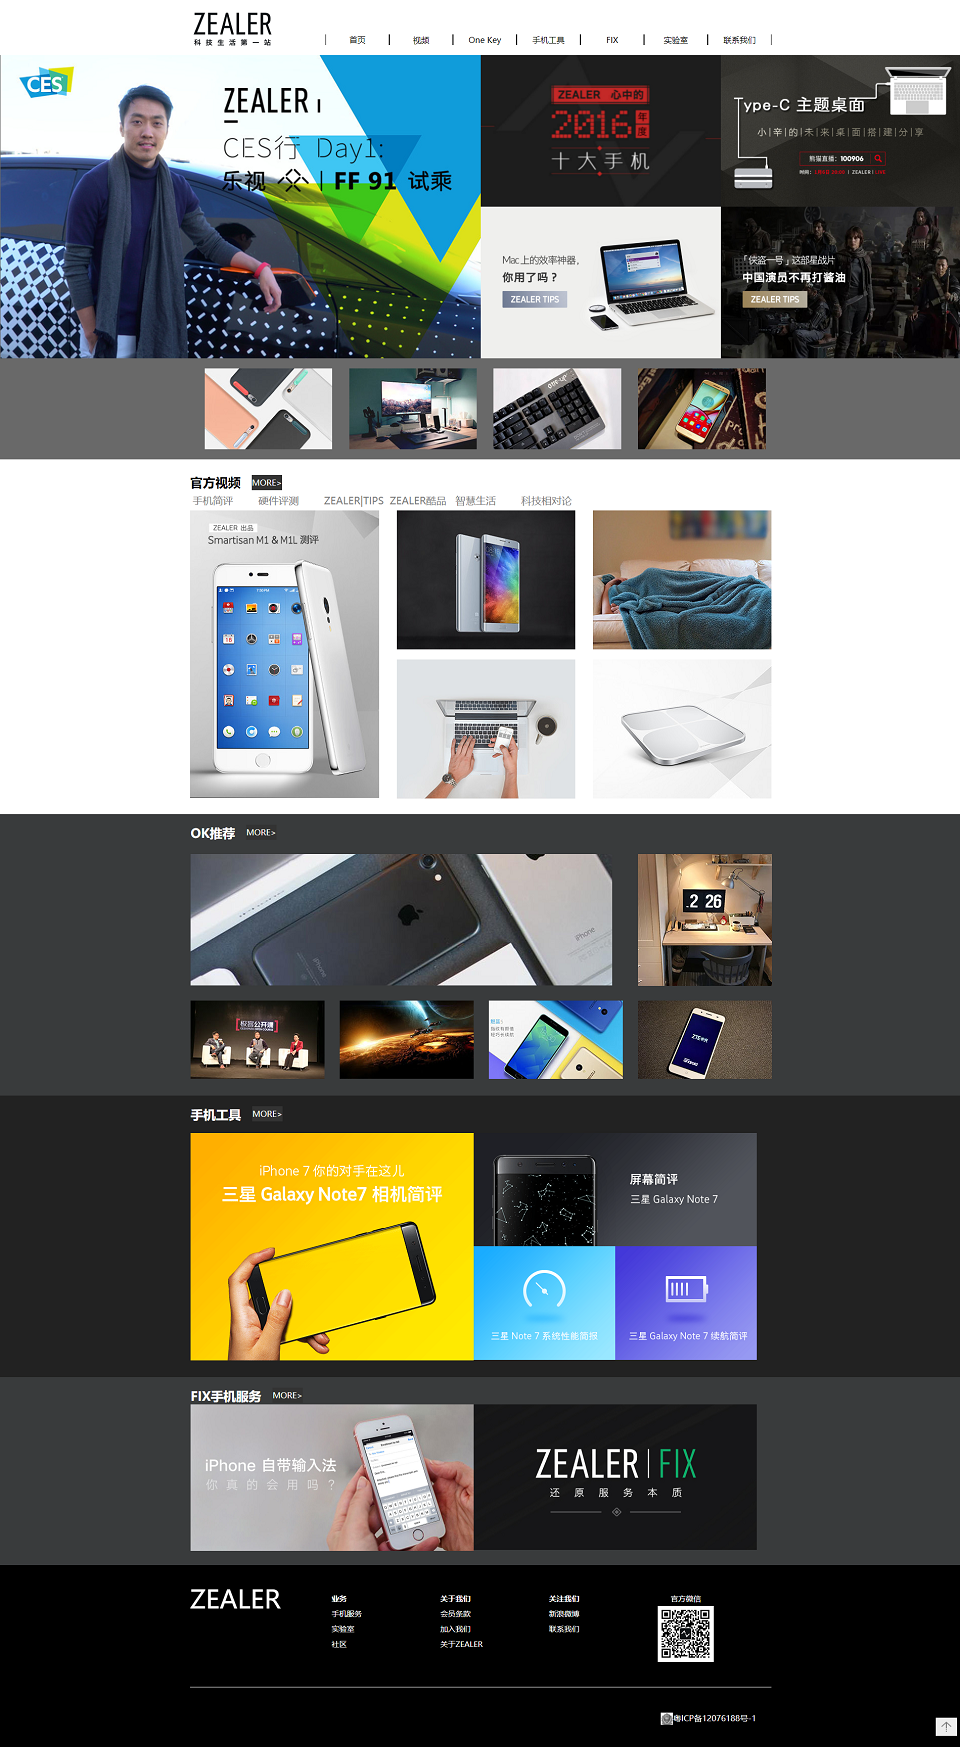 ZEALER
科技生活第一站
首页
视频
One Key
手机工具
FIX
实验室
联系我们
CES
ZEALER
CES行 Day1:
乐视 | FF 91 试乘
ZEALER 心中的
2016年度
十大手机
Type-C 主题桌面
小|辛|的|未|来|桌|面|搭|建|分|享
熊猫直播: 100906
Mac上的效率神器,
你用了吗?
ZEALER TIPS
「侠盗一号」这部星战片
中国演员不再打酱油
ZEALER TIPS
官方视频
MORE>
手机简评
硬件评测
ZEALER|TIPS
ZEALER酷品
智慧生活
科技相对论
ZEALER 出品
Smartisan M1 & M1L 测评
OK推荐
MORE>
iPhone
iPhone
2 26
极客公开课
手机工具
MORE>
iPhone 7 你的对手在这儿
三星 Galaxy Note7 相机简评
屏幕简评
三星 Galaxy Note 7
三星 Note 7 系统性能简报
三星 Galaxy Note 7 续航简评
FIX手机服务
MORE>
iPhone 自带输入法
你真的会用吗?
ZEALER | FIX
还原服务本质
ZEALER
业务
手机服务
实验室
社区
关于我们
会员条款
加入我们
关于ZEALER
关注我们
新浪微博
联系我们
官方微信
粤ICP备12076188号-1